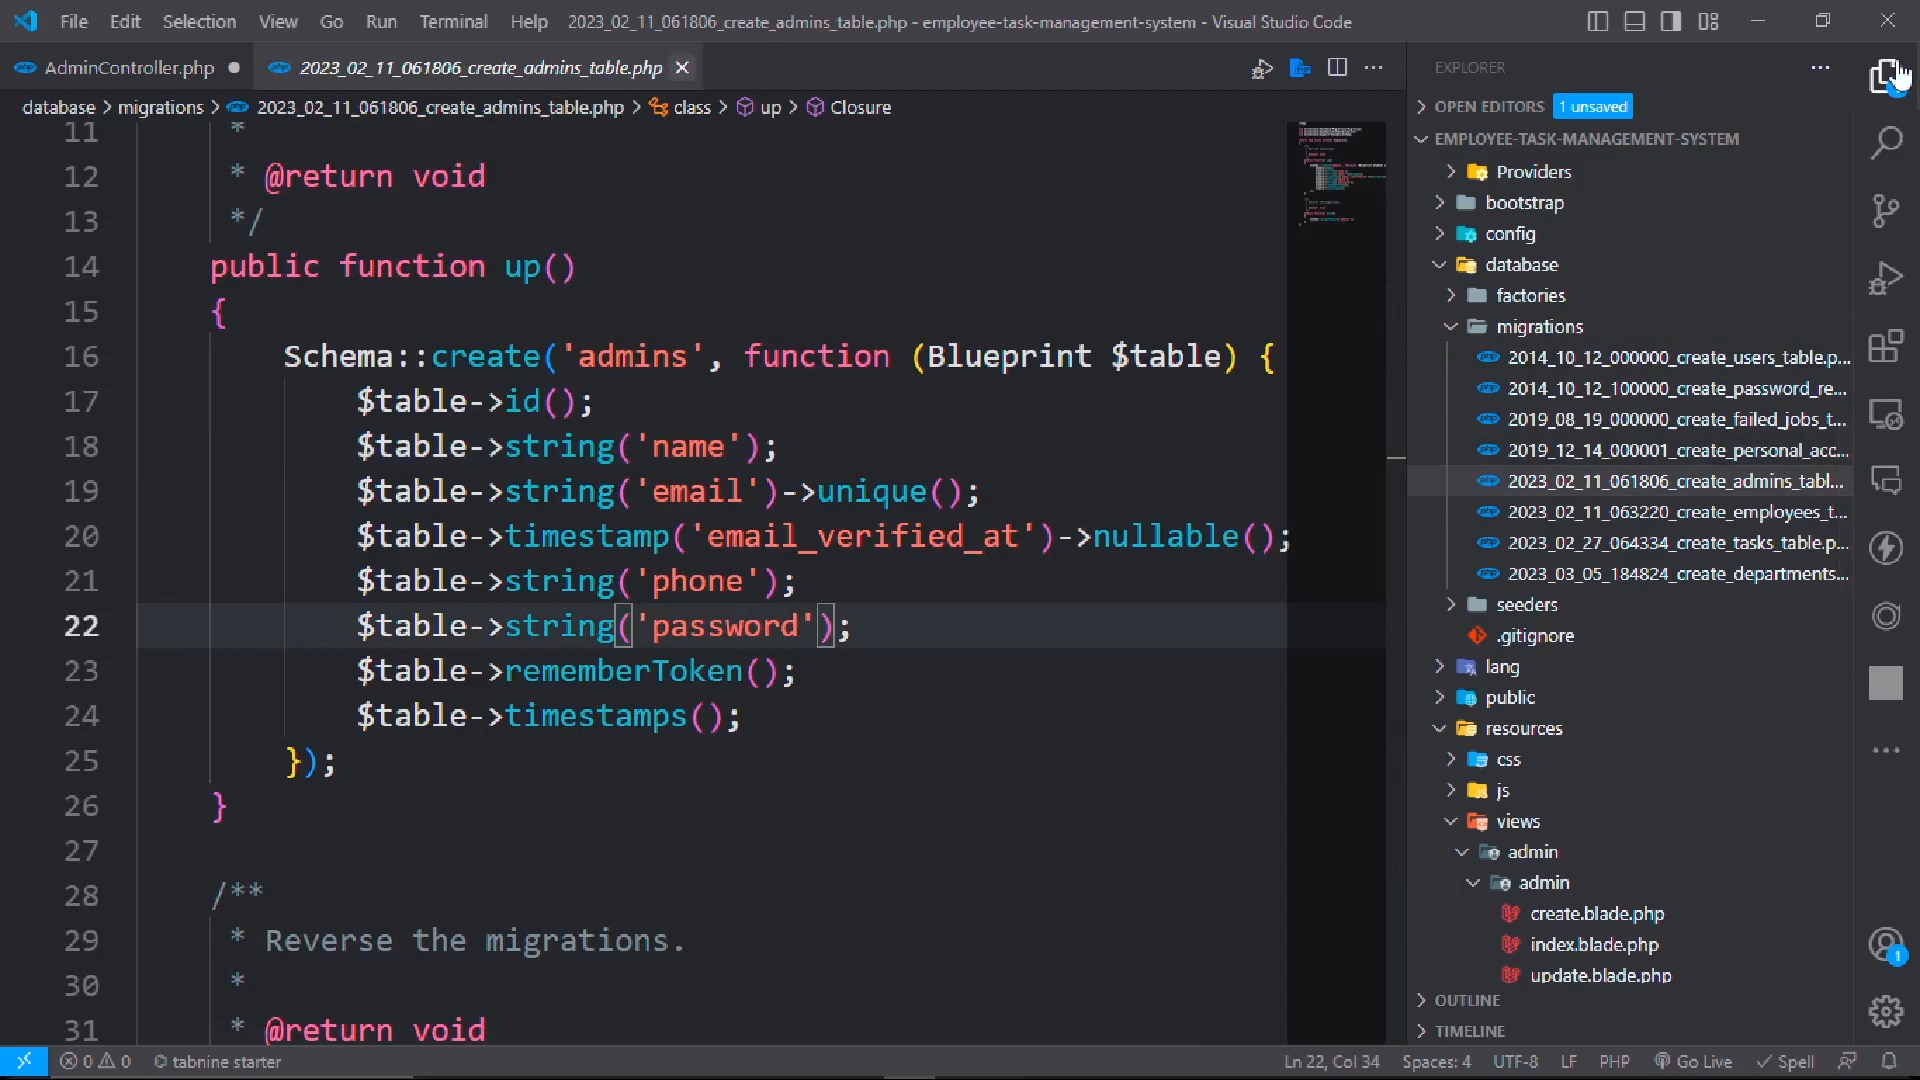 File Edit Selection View Go Run Terminal Help 2023_02_11_061806_create_admins_table.php - employee-task-management-system - Visual Studio Code
AdminController.php 2023_02_11_061806_create_admins_table.php
database > migrations > 2023_02_11_061806_create_admins_table.php > class > up > Closure
11 *
12 * @return void
13 */
14 public function up()
15 {
16 Schema::create('admins', function (Blueprint $table) {
17 $table->id();
18 $table->string('name');
19 $table->string('email')->unique();
20 $table->timestamp('email_verified_at')->nullable();
21 $table->string('phone');
22 $table->string('password');
23 $table->rememberToken();
24 $table->timestamps();
25 });
26 }
27
28 /**
29 * Reverse the migrations.
30 *
31 * @return void
EXPLORER
OPEN EDITORS 1 unsaved
EMPLOYEE-TASK-MANAGEMENT-SYSTEM
Providers
bootstrap
config
database
factories
migrations
2014_10_12_000000_create_users_table.p...
2014_10_12_100000_create_password_re...
2019_08_19_000000_create_failed_jobs_t...
2019_12_14_000001_create_personal_acc...
2023_02_11_061806_create_admins_tabl...
2023_02_11_063220_create_employees_t...
2023_02_27_064334_create_tasks_table.p...
2023_03_05_184824_create_departments...
seeders
.gitignore
lang
public
resources
css
js
views
admin
admin
create.blade.php
index.blade.php
update.blade.php
OUTLINE
TIMELINE
1
0 0 tabnine starter Ln 22, Col 34 Spaces: 4 UTF-8 LF PHP Go Live Spell